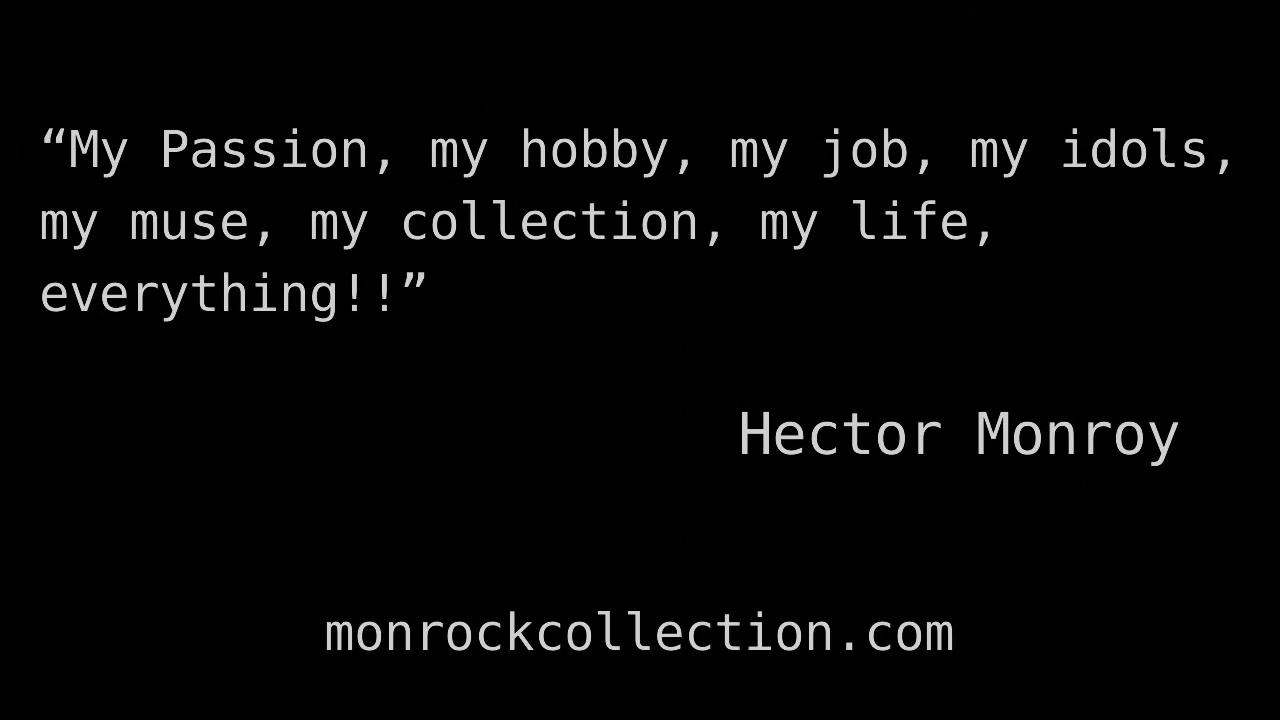 “My Passion, my hobby, my job, my idols,
my muse, my collection, my life,
everything!!”
Hector Monroy
monrockcollection.com